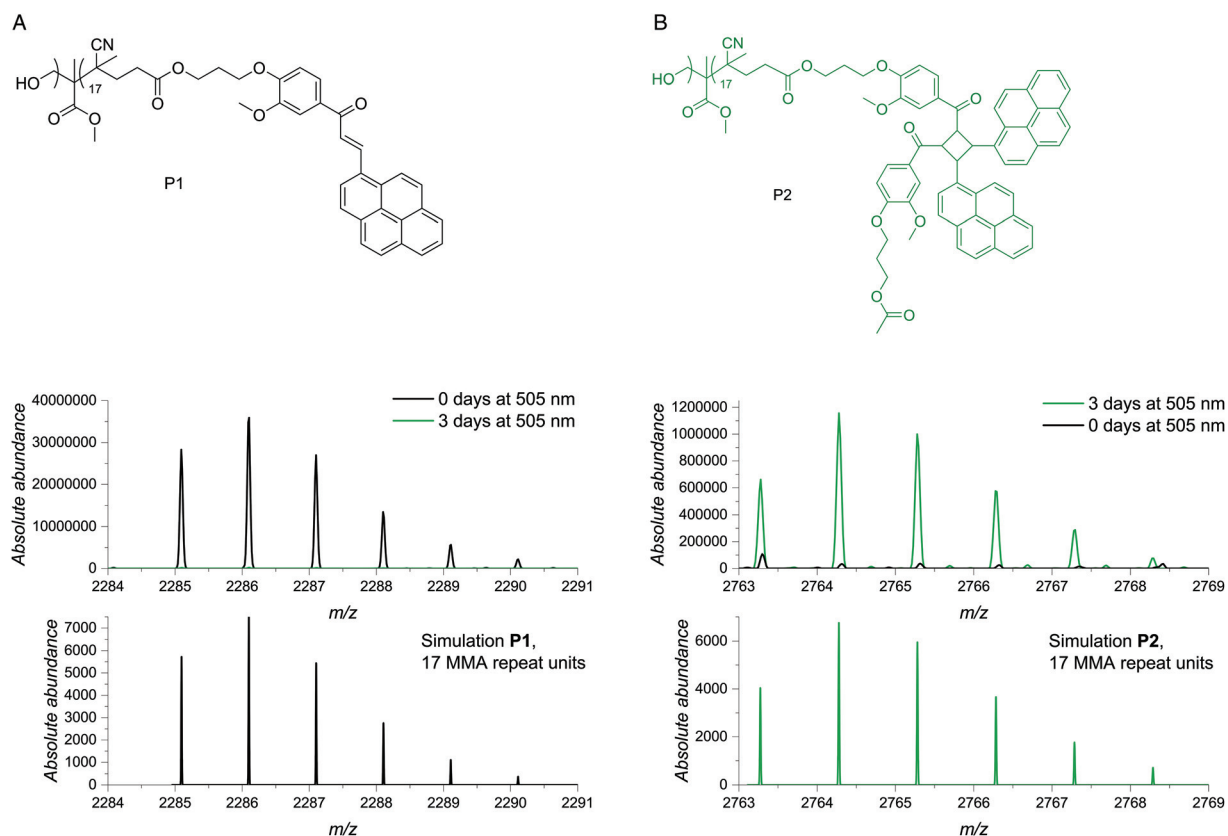 A
B
CN
HO
17
O
O
O
O
O
O
O
P1
CN
HO
17
O
O
O
O
O
O
O
O
O
O
O
O
P2
0 days at 505 nm
3 days at 505 nm
Absolute abundance
40000000
30000000
20000000
10000000
0
2284 2285 2286 2287 2288 2289 2290 2291
m/z
3 days at 505 nm
0 days at 505 nm
Absolute abundance
1200000
1000000
800000
600000
400000
200000
0
2763 2764 2765 2766 2767 2768 2769
m/z
Simulation P1,
17 MMA repeat units
Absolute abundance
7000
6000
5000
4000
3000
2000
1000
0
2284 2285 2286 2287 2288 2289 2290 2291
m/z
Simulation P2,
17 MMA repeat units
Absolute abundance
6000
4000
2000
0
2763 2764 2765 2766 2767 2768 2769
m/z